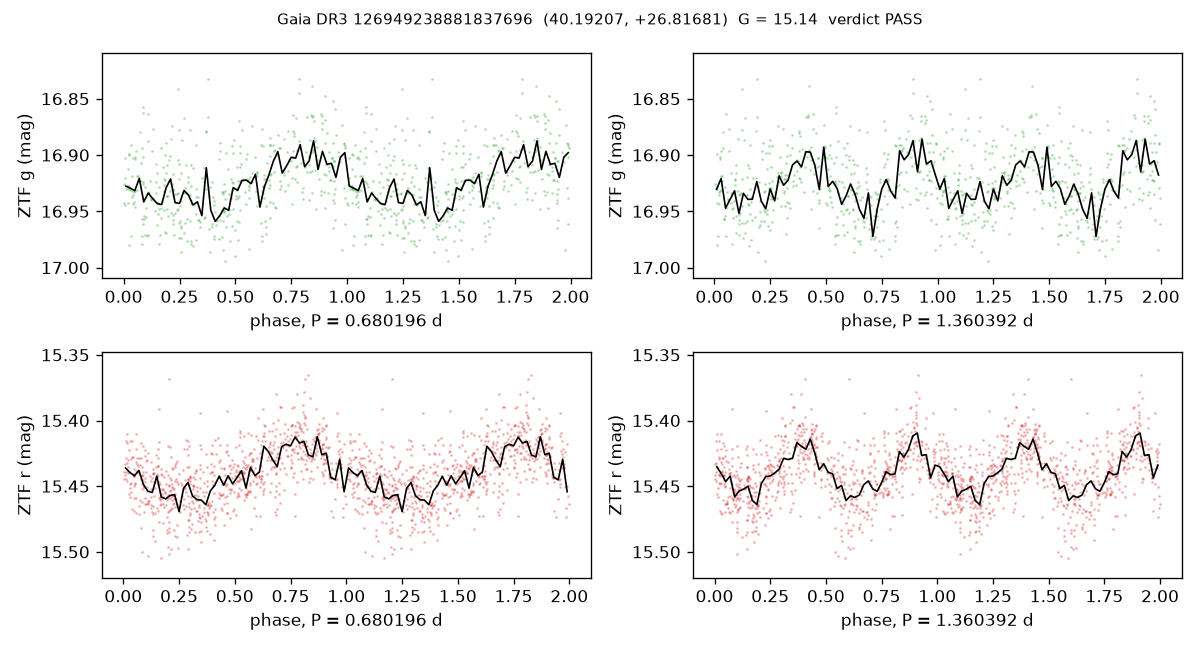 Gaia DR3 126949238881837696  (40.19207, +26.81681)  G = 15.14  verdict PASS
ZTF g (mag)
16.85
16.90
16.95
17.00
0.00 0.25 0.50 0.75 1.00 1.25 1.50 1.75 2.00
phase, P = 0.680196 d
ZTF g (mag)
16.85
16.90
16.95
17.00
0.00 0.25 0.50 0.75 1.00 1.25 1.50 1.75 2.00
phase, P = 1.360392 d
ZTF r (mag)
15.35
15.40
15.45
15.50
0.00 0.25 0.50 0.75 1.00 1.25 1.50 1.75 2.00
phase, P = 0.680196 d
ZTF r (mag)
15.35
15.40
15.45
15.50
0.00 0.25 0.50 0.75 1.00 1.25 1.50 1.75 2.00
phase, P = 1.360392 d